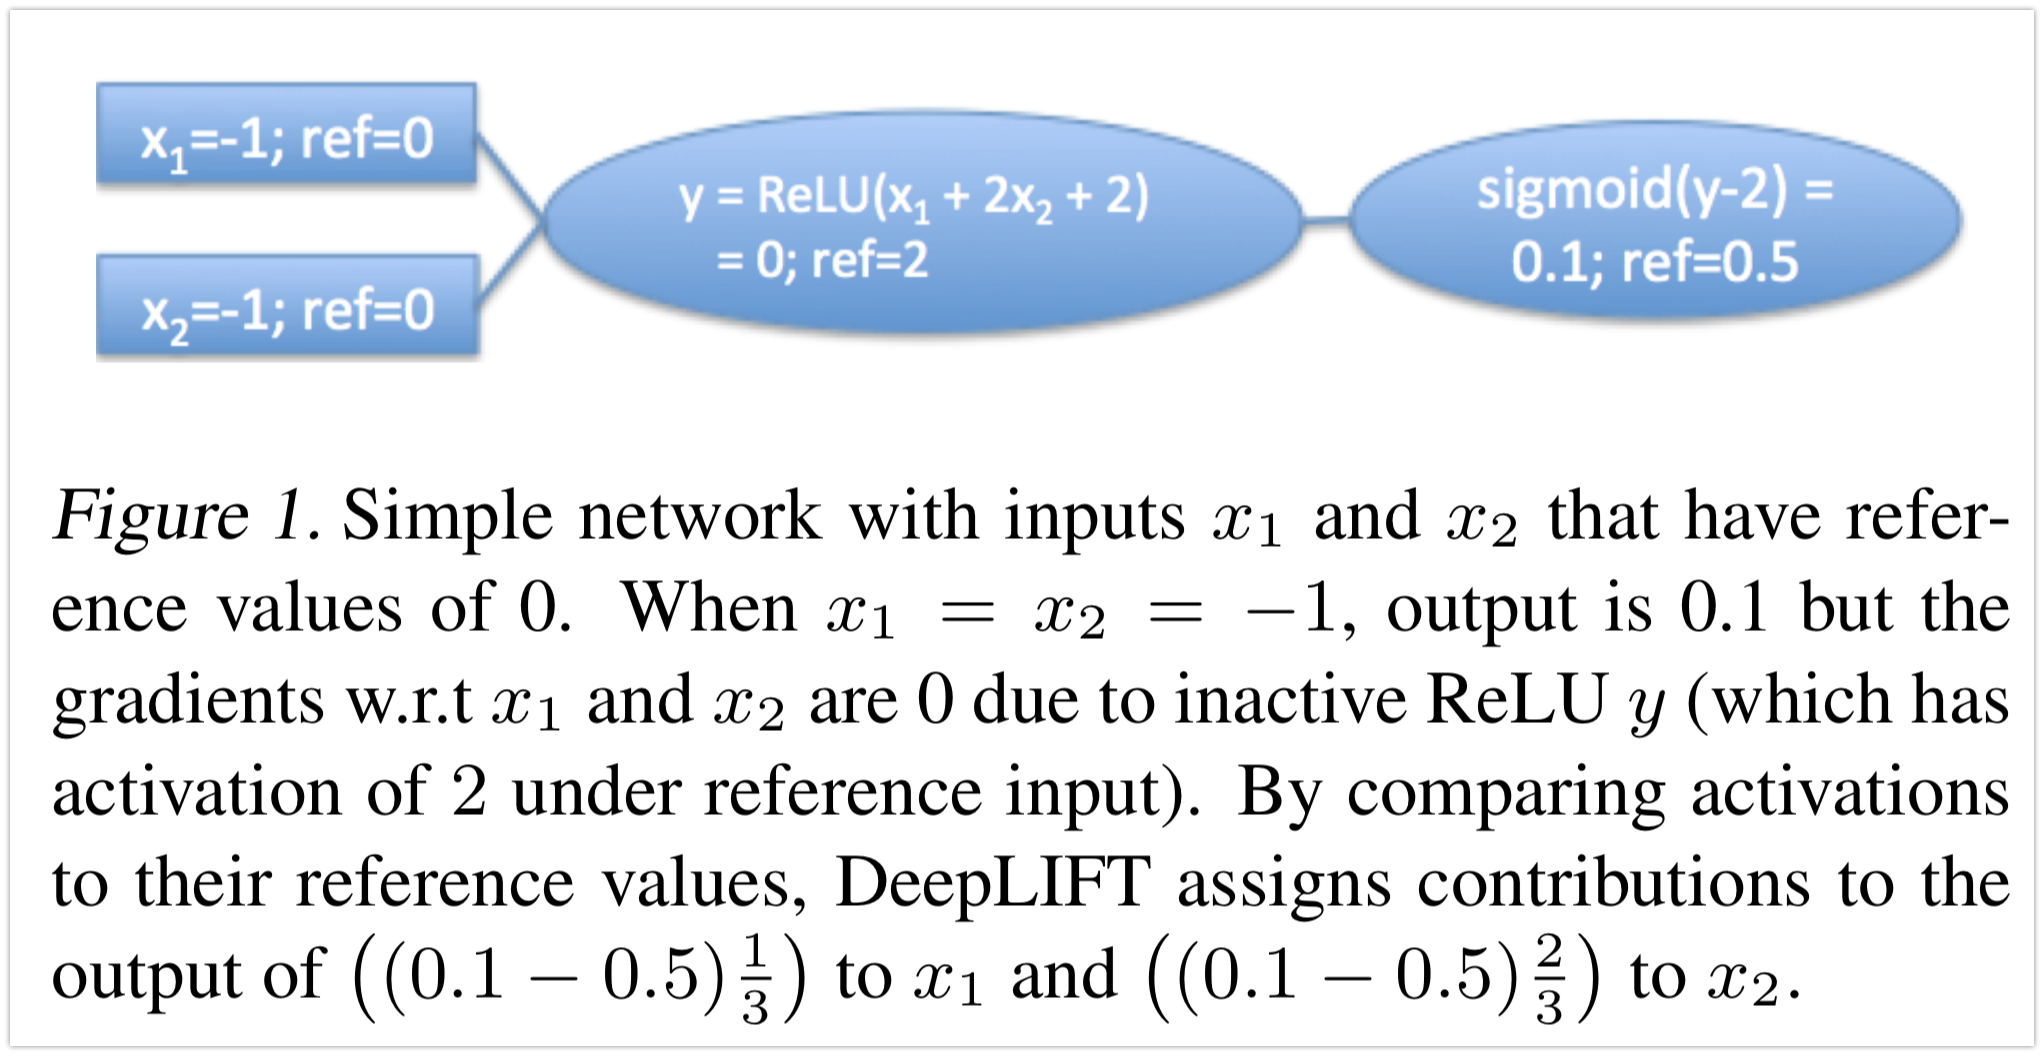 x₁=-1; ref=0
x₂=-1; ref=0
y = ReLU(x₁ + 2x₂ + 2)
= 0; ref=2
sigmoid(y-2) =
0.1; ref=0.5
Figure 1. Simple network with inputs x₁ and x₂ that have refer-
ence values of 0. When x₁ = x₂ = −1, output is 0.1 but the
gradients w.r.t x₁ and x₂ are 0 due to inactive ReLU y (which has
activation of 2 under reference input). By comparing activations
to their reference values, DeepLIFT assigns contributions to the
output of ((0.1 − 0.5)1/3) to x₁ and ((0.1 − 0.5)2/3) to x₂.